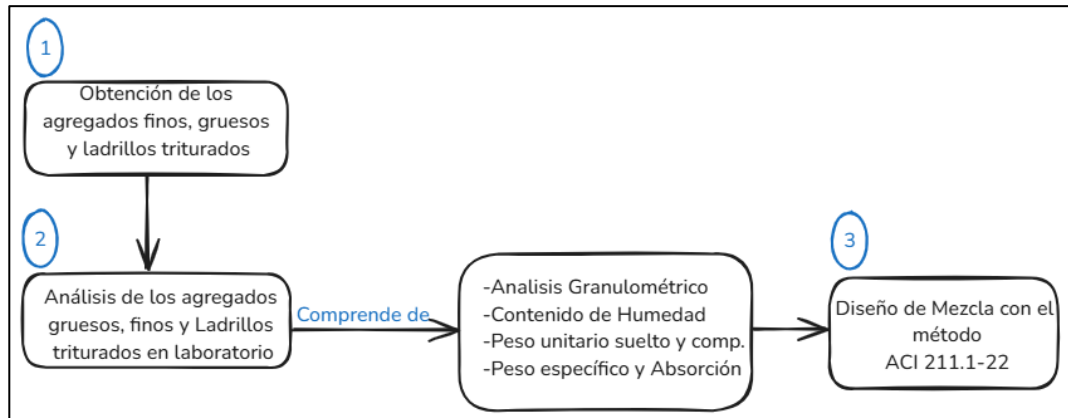 1
Obtención de los
agregados finos, gruesos
y ladrillos triturados
2
Análisis de los agregados
gruesos, finos y Ladrillos
triturados en laboratorio
Comprende de
-Analisis Granulométrico
-Contenido de Humedad
-Peso unitario suelto y comp.
-Peso específico y Absorción
3
Diseño de Mezcla con el
método
ACI 211.1-22